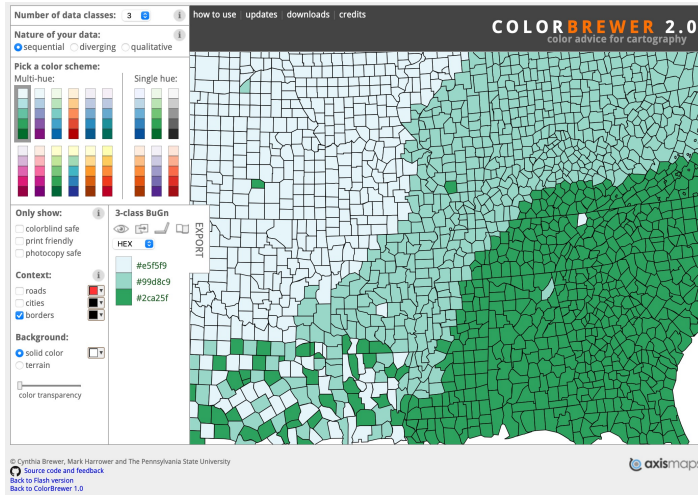 Number of data classes: 3 i
how to use | updates | downloads | credits
COLORBREWER 2.0
color advice for cartography
Nature of your data: i
sequential diverging qualitative
Pick a color scheme:
Multi-hue: Single hue:
Only show: i
colorblind safe
print friendly
photocopy safe
Context: i
roads
cities
borders
Background:
solid color
terrain
color transparency
3-class BuGn
HEX
EXPORT
#e5f5f9
#99d8c9
#2ca25f
© Cynthia Brewer, Mark Harrower and The Pennsylvania State University
Source code and feedback
Back to Flash version
Back to ColorBrewer 1.0
axismaps